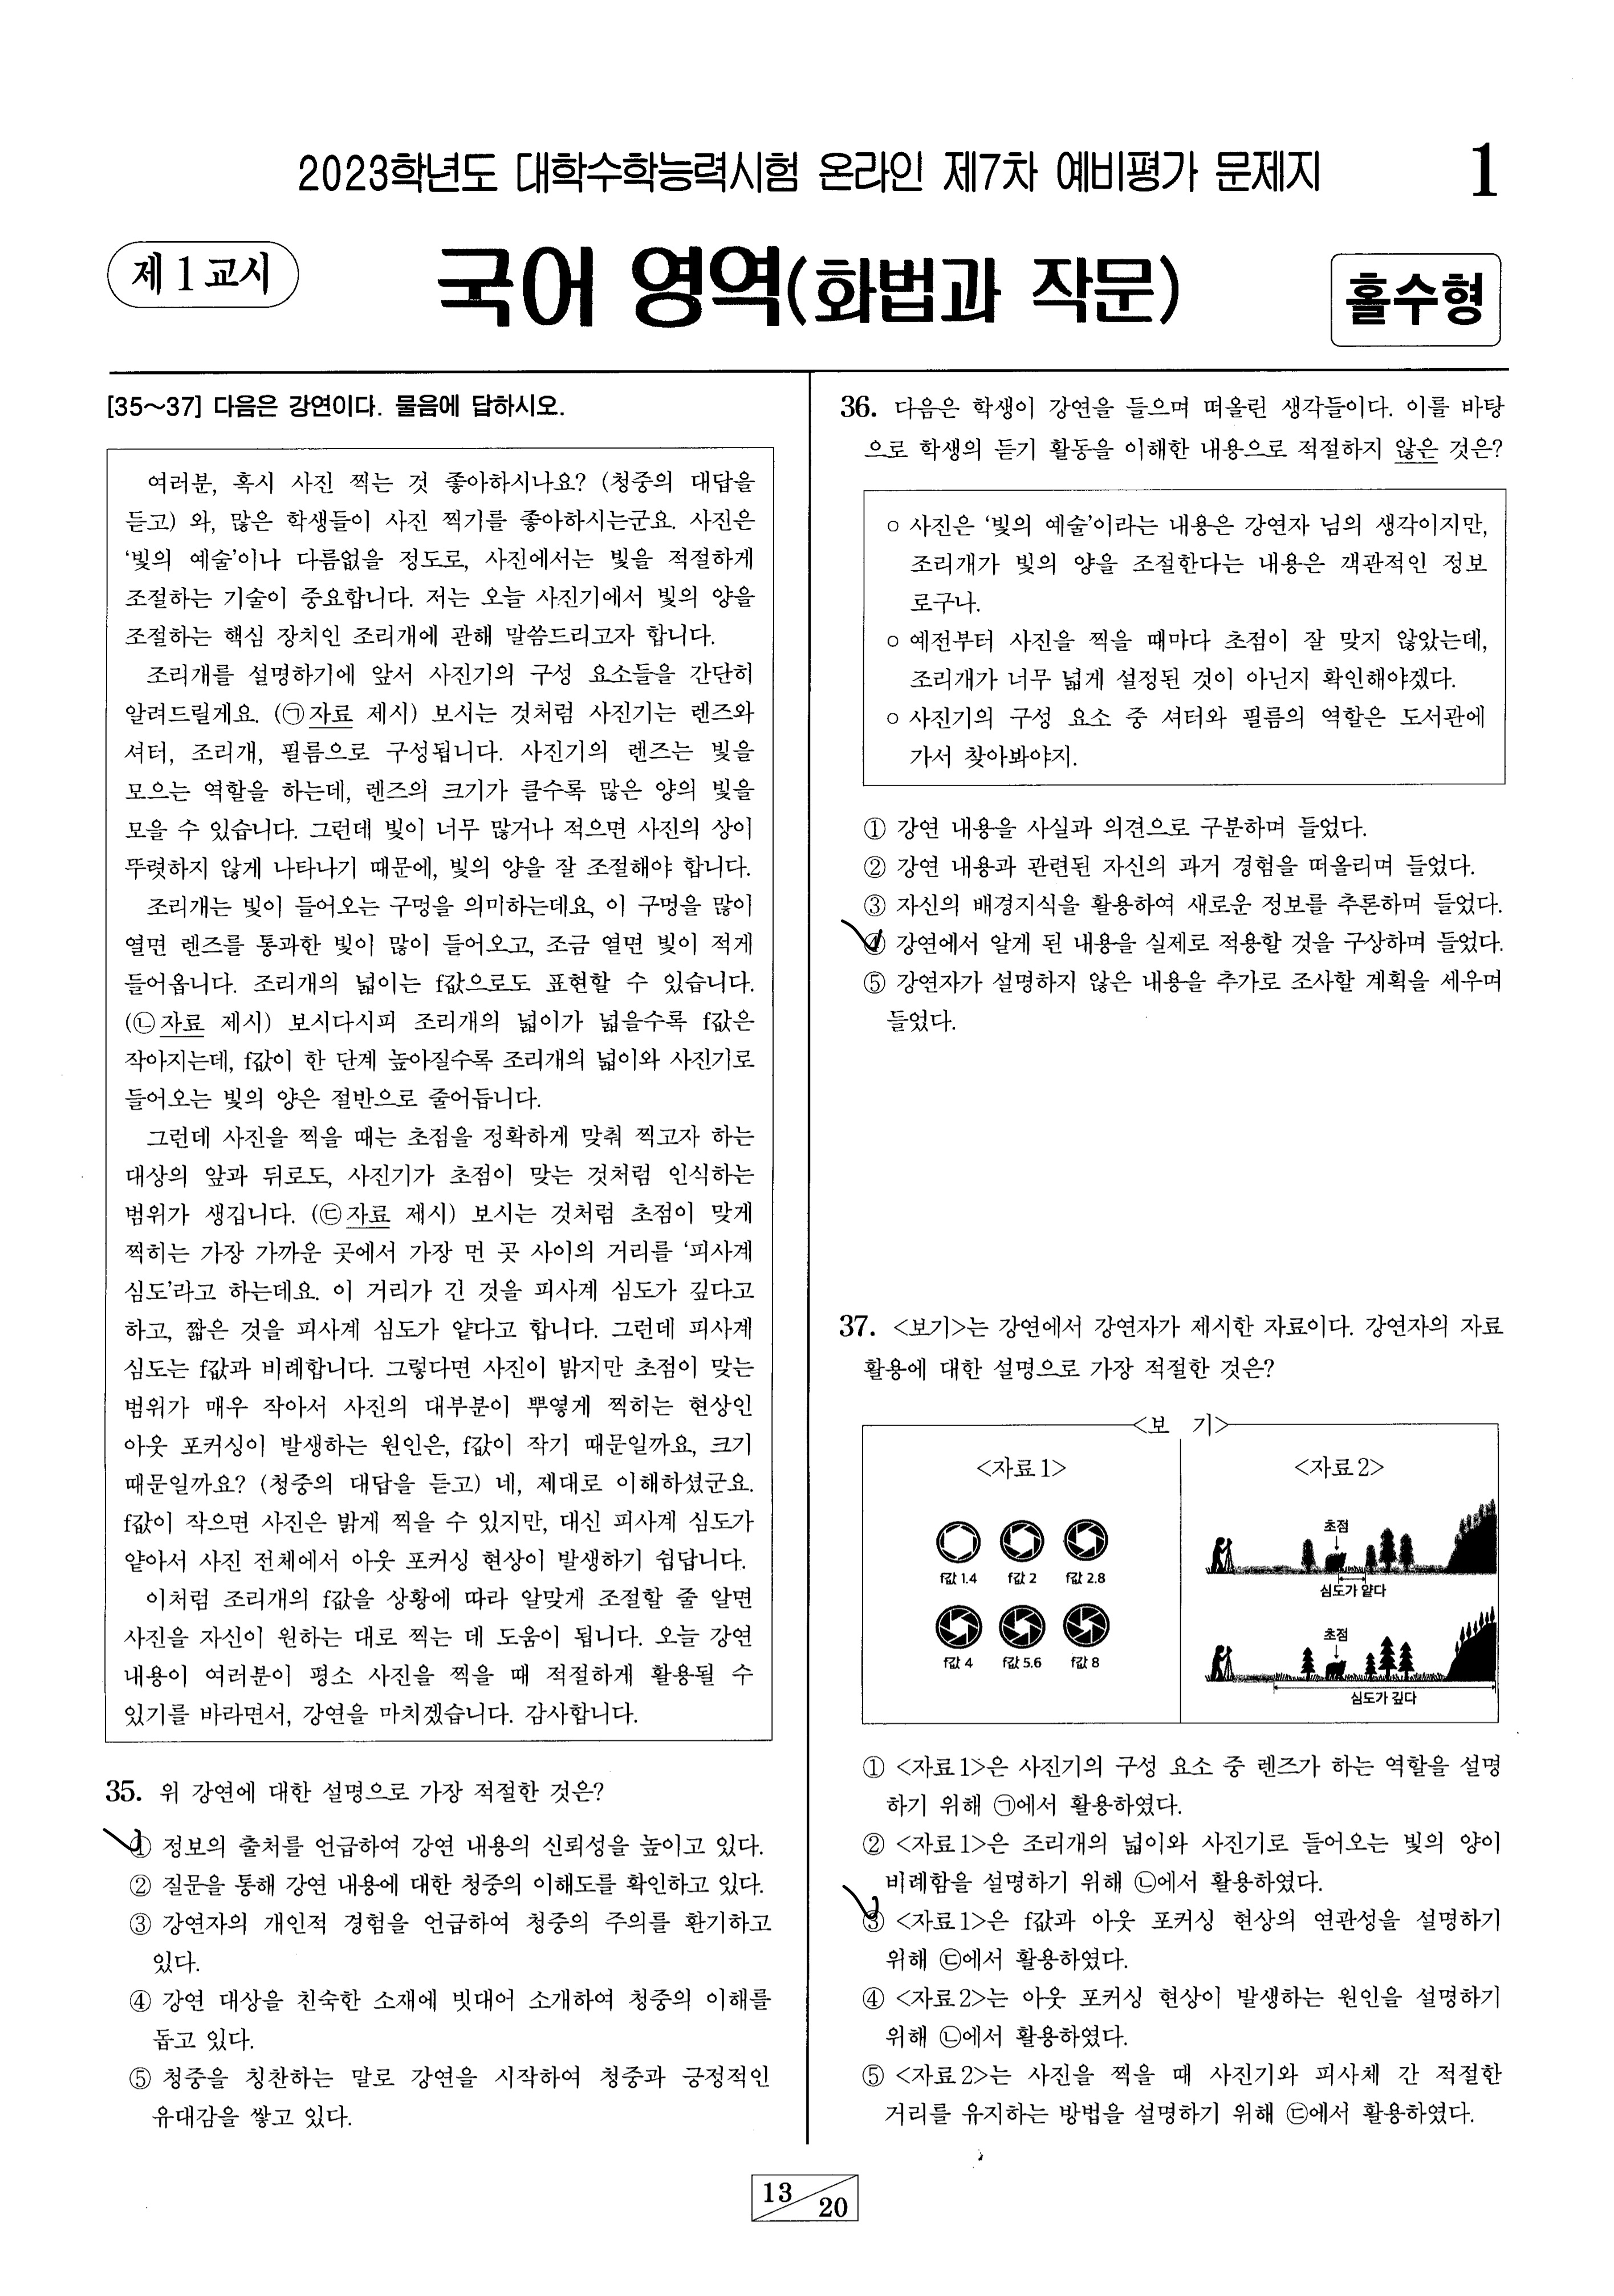 2023학년도 대학수학능력시험 온라인 제7차 예비평가 문제지
1
제 1 교시
국어 영역(화법과 작문)
홀수형
[35~37] 다음은 강연이다. 물음에 답하시오.
여러분, 혹시 사진 찍는 것 좋아하시나요? (청중의 대답을
듣고) 와, 많은 학생들이 사진 찍기를 좋아하시는군요. 사진은
‘빛의 예술’이나 다름없을 정도로, 사진에서는 빛을 적절하게
조절하는 기술이 중요합니다. 저는 오늘 사진기에서 빛의 양을
조절하는 핵심 장치인 조리개에 관해 말씀드리고자 합니다.
조리개를 설명하기에 앞서 사진기의 구성 요소들을 간단히
알려드릴게요. (㉠자료 제시) 보시는 것처럼 사진기는 렌즈와
셔터, 조리개, 필름으로 구성됩니다. 사진기의 렌즈는 빛을
모으는 역할을 하는데, 렌즈의 크기가 클수록 많은 양의 빛을
모을 수 있습니다. 그런데 빛이 너무 많거나 적으면 사진의 상이
뚜렷하지 않게 나타나기 때문에, 빛의 양을 잘 조절해야 합니다.
조리개는 빛이 들어오는 구멍을 의미하는데요, 이 구멍을 많이
열면 렌즈를 통과한 빛이 많이 들어오고, 조금 열면 빛이 적게
들어옵니다. 조리개의 넓이는 f값으로도 표현할 수 있습니다.
(㉡자료 제시) 보시다시피 조리개의 넓이가 넓을수록 f값은
작아지는데, f값이 한 단계 높아질수록 조리개의 넓이와 사진기로
들어오는 빛의 양은 절반으로 줄어듭니다.
그런데 사진을 찍을 때는 초점을 정확하게 맞춰 찍고자 하는
대상의 앞과 뒤로도, 사진기가 초점이 맞는 것처럼 인식하는
범위가 생깁니다. (㉢자료 제시) 보시는 것처럼 초점이 맞게
찍히는 가장 가까운 곳에서 가장 먼 곳 사이의 거리를 ‘피사계
심도’라고 하는데요. 이 거리가 긴 것을 피사계 심도가 깊다고
하고, 짧은 것을 피사계 심도가 얕다고 합니다. 그런데 피사계
심도는 f값과 비례합니다. 그렇다면 사진이 밝지만 초점이 맞는
범위가 매우 작아서 사진의 대부분이 뿌옇게 찍히는 현상인
아웃 포커싱이 발생하는 원인은, f값이 작기 때문일까요, 크기
때문일까요? (청중의 대답을 듣고) 네, 제대로 이해하셨군요.
f값이 작으면 사진은 밝게 찍을 수 있지만, 대신 피사계 심도가
얕아서 사진 전체에서 아웃 포커싱 현상이 발생하기 쉽답니다.
이처럼 조리개의 f값을 상황에 따라 알맞게 조절할 줄 알면
사진을 자신이 원하는 대로 찍는 데 도움이 됩니다. 오늘 강연
내용이 여러분이 평소 사진을 찍을 때 적절하게 활용될 수
있기를 바라면서, 강연을 마치겠습니다. 감사합니다.
35. 위 강연에 대한 설명으로 가장 적절한 것은?
① 정보의 출처를 언급하여 강연 내용의 신뢰성을 높이고 있다.
② 질문을 통해 강연 내용에 대한 청중의 이해도를 확인하고 있다.
③ 강연자의 개인적 경험을 언급하여 청중의 주의를 환기하고
있다.
④ 강연 대상을 친숙한 소재에 빗대어 소개하여 청중의 이해를
돕고 있다.
⑤ 청중을 칭찬하는 말로 강연을 시작하여 청중과 긍정적인
유대감을 쌓고 있다.
36. 다음은 학생이 강연을 들으며 떠올린 생각들이다. 이를 바탕
으로 학생의 듣기 활동을 이해한 내용으로 적절하지 않은 것은?
○ 사진은 ‘빛의 예술’이라는 내용은 강연자 님의 생각이지만,
조리개가 빛의 양을 조절한다는 내용은 객관적인 정보
로구나.
○ 예전부터 사진을 찍을 때마다 초점이 잘 맞지 않았는데,
조리개가 너무 넓게 설정된 것이 아닌지 확인해야겠다.
○ 사진기의 구성 요소 중 셔터와 필름의 역할은 도서관에
가서 찾아봐야지.
① 강연 내용을 사실과 의견으로 구분하며 들었다.
② 강연 내용과 관련된 자신의 과거 경험을 떠올리며 들었다.
③ 자신의 배경지식을 활용하여 새로운 정보를 추론하며 들었다.
④ 강연에서 알게 된 내용을 실제로 적용할 것을 구상하며 들었다.
⑤ 강연자가 설명하지 않은 내용을 추가로 조사할 계획을 세우며
들었다.
37. <보기>는 강연에서 강연자가 제시한 자료이다. 강연자의 자료
활용에 대한 설명으로 가장 적절한 것은?
<보 기>
<자료 1>
f값 1.4 f값 2 f값 2.8
f값 4 f값 5.6 f값 8
<자료 2>
초점
심도가 얕다
초점
심도가 깊다
① <자료 1>은 사진기의 구성 요소 중 렌즈가 하는 역할을 설명
하기 위해 ㉠에서 활용하였다.
② <자료 1>은 조리개의 넓이와 사진기로 들어오는 빛의 양이
비례함을 설명하기 위해 ㉡에서 활용하였다.
③ <자료 1>은 f값과 아웃 포커싱 현상의 연관성을 설명하기
위해 ㉢에서 활용하였다.
④ <자료 2>는 아웃 포커싱 현상이 발생하는 원인을 설명하기
위해 ㉡에서 활용하였다.
⑤ <자료 2>는 사진을 찍을 때 사진기와 피사체 간 적절한
거리를 유지하는 방법을 설명하기 위해 ㉢에서 활용하였다.
13
20